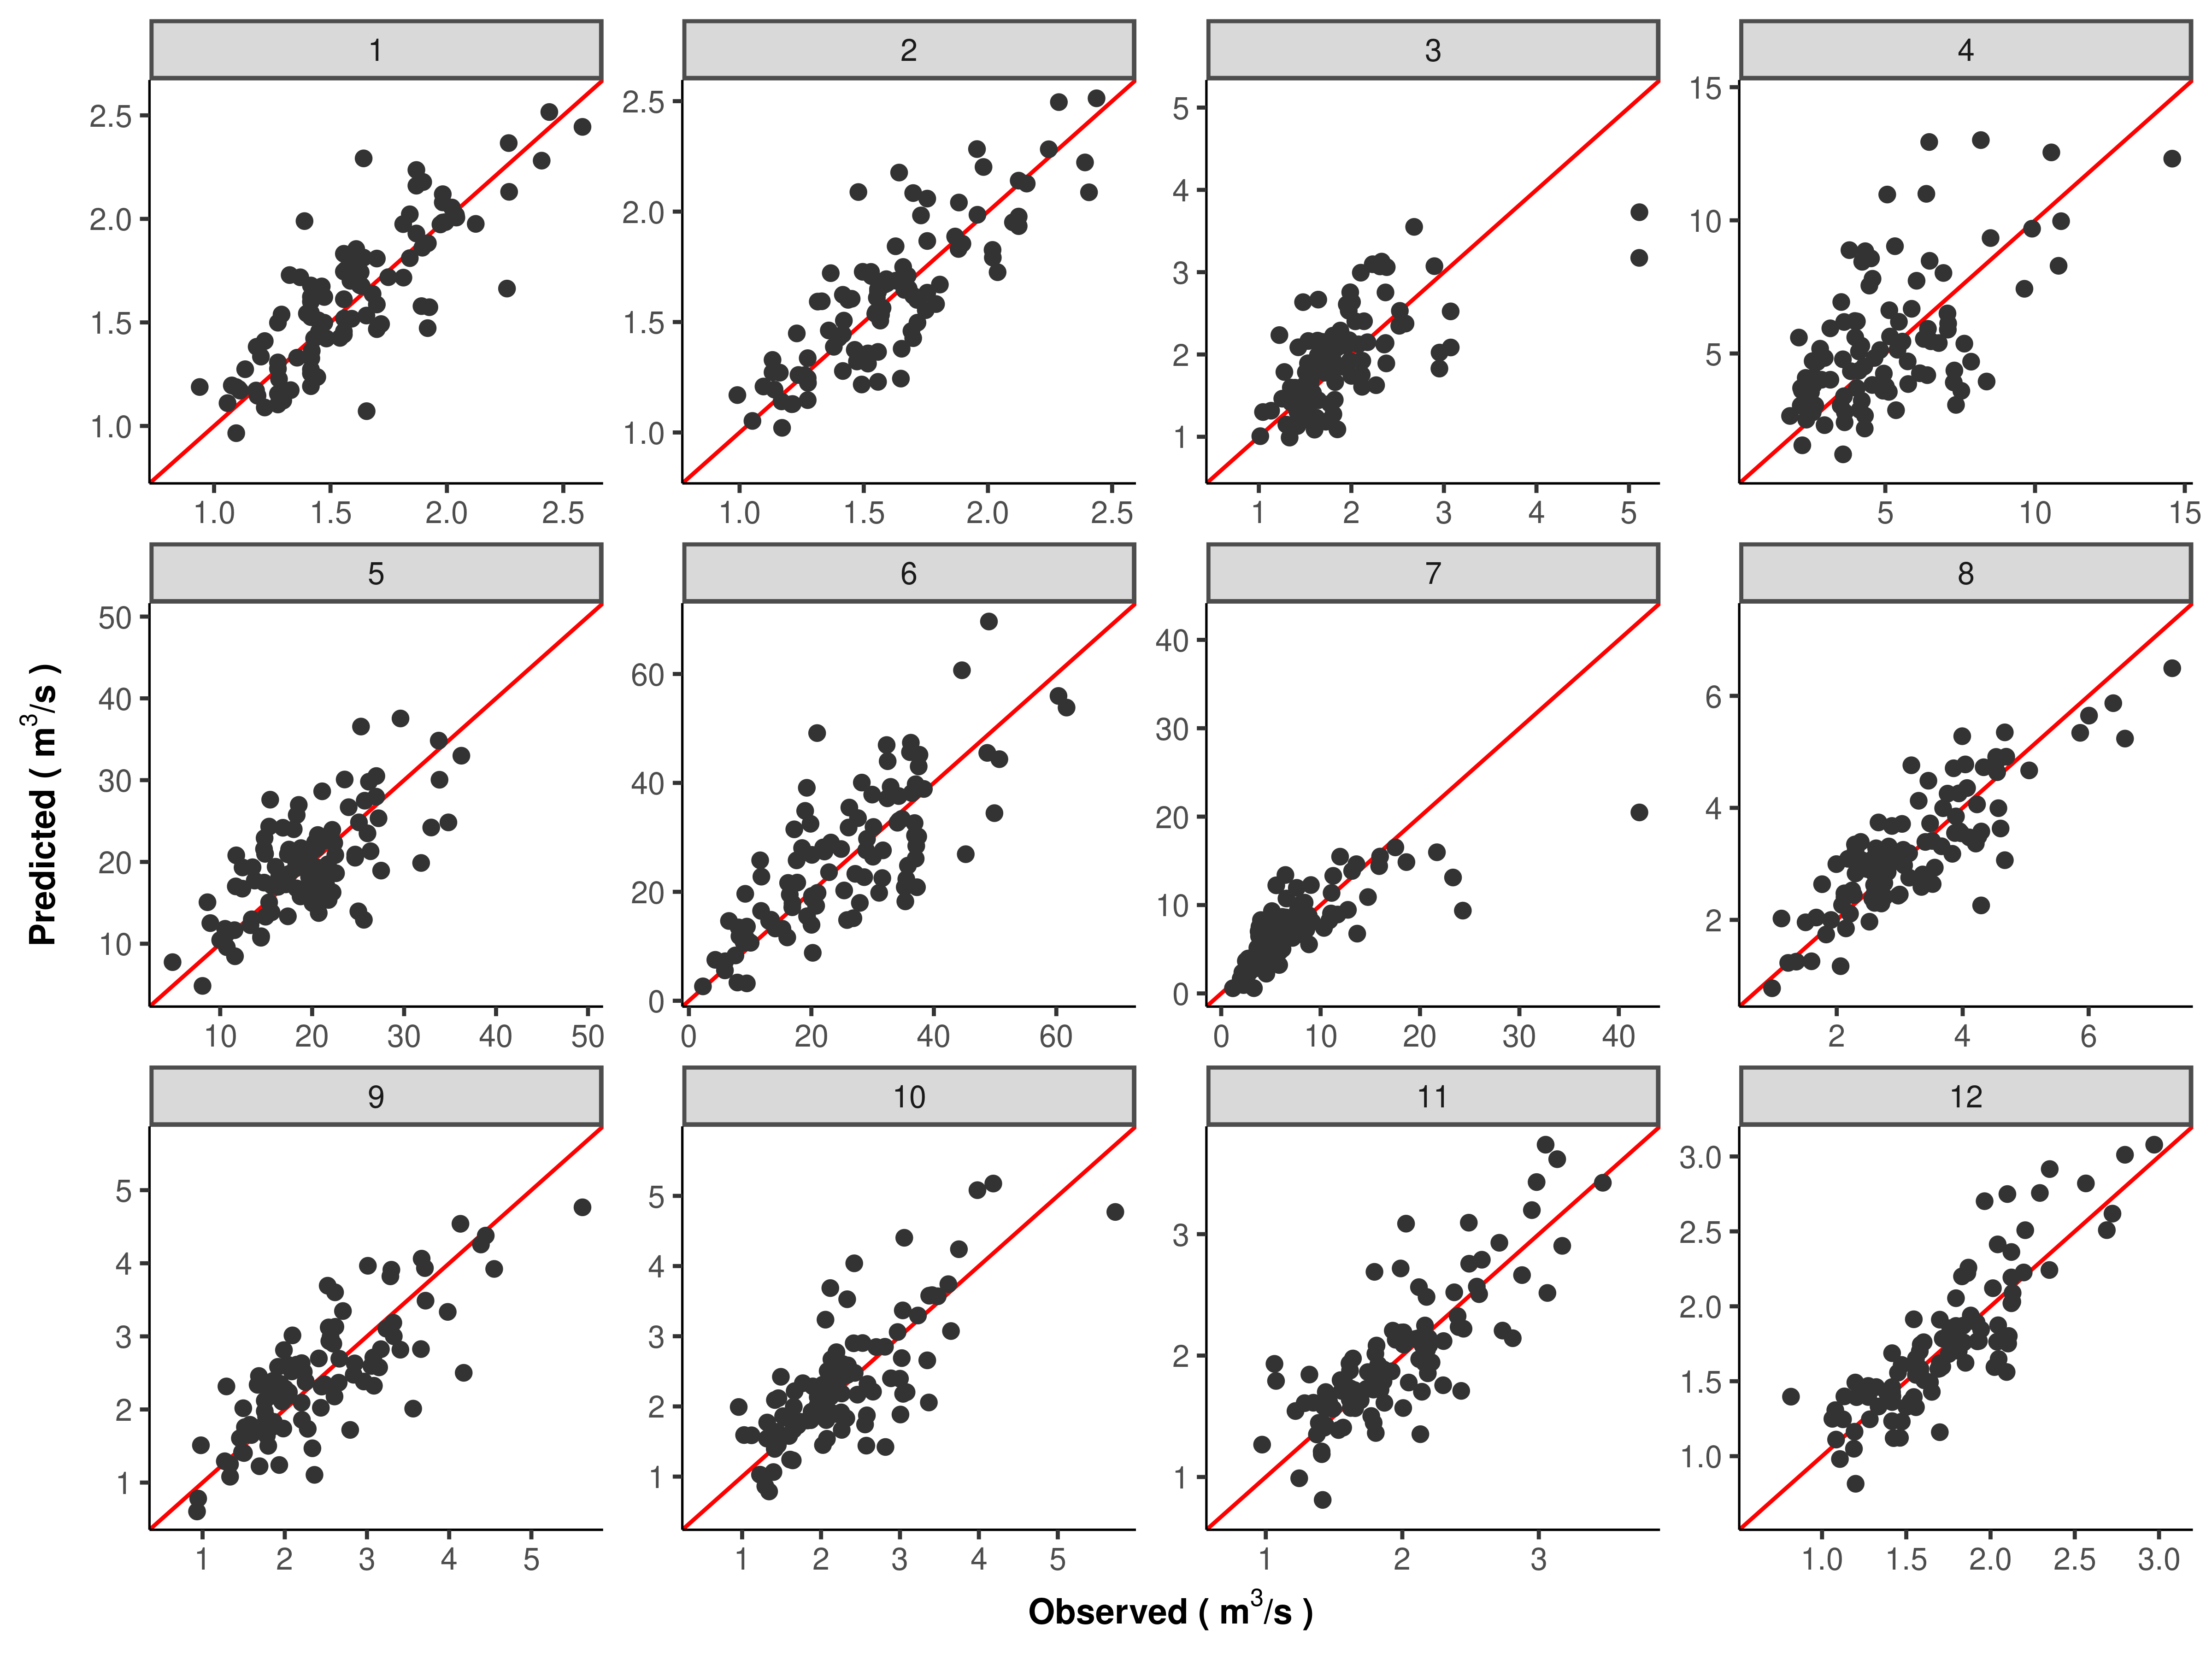 1 2 3 4
2.5 2.0 1.5 1.0
1.0 1.5 2.0 2.5
2.5 2.0 1.5 1.0
1.0 1.5 2.0 2.5
5 4 3 2 1
1 2 3 4 5
15 10 5
5 10 15
5 6 7 8
50 40 30 20 10
10 20 30 40 50
60 40 20 0
0 20 40 60
40 30 20 10 0
0 10 20 30 40
6 4 2
2 4 6
Predicted ( m³/s )
9 10 11 12
5 4 3 2 1
1 2 3 4 5
5 4 3 2 1
1 2 3 4 5
3 2 1
1 2 3
3.0 2.5 2.0 1.5 1.0
1.0 1.5 2.0 2.5 3.0
Observed ( m³/s )